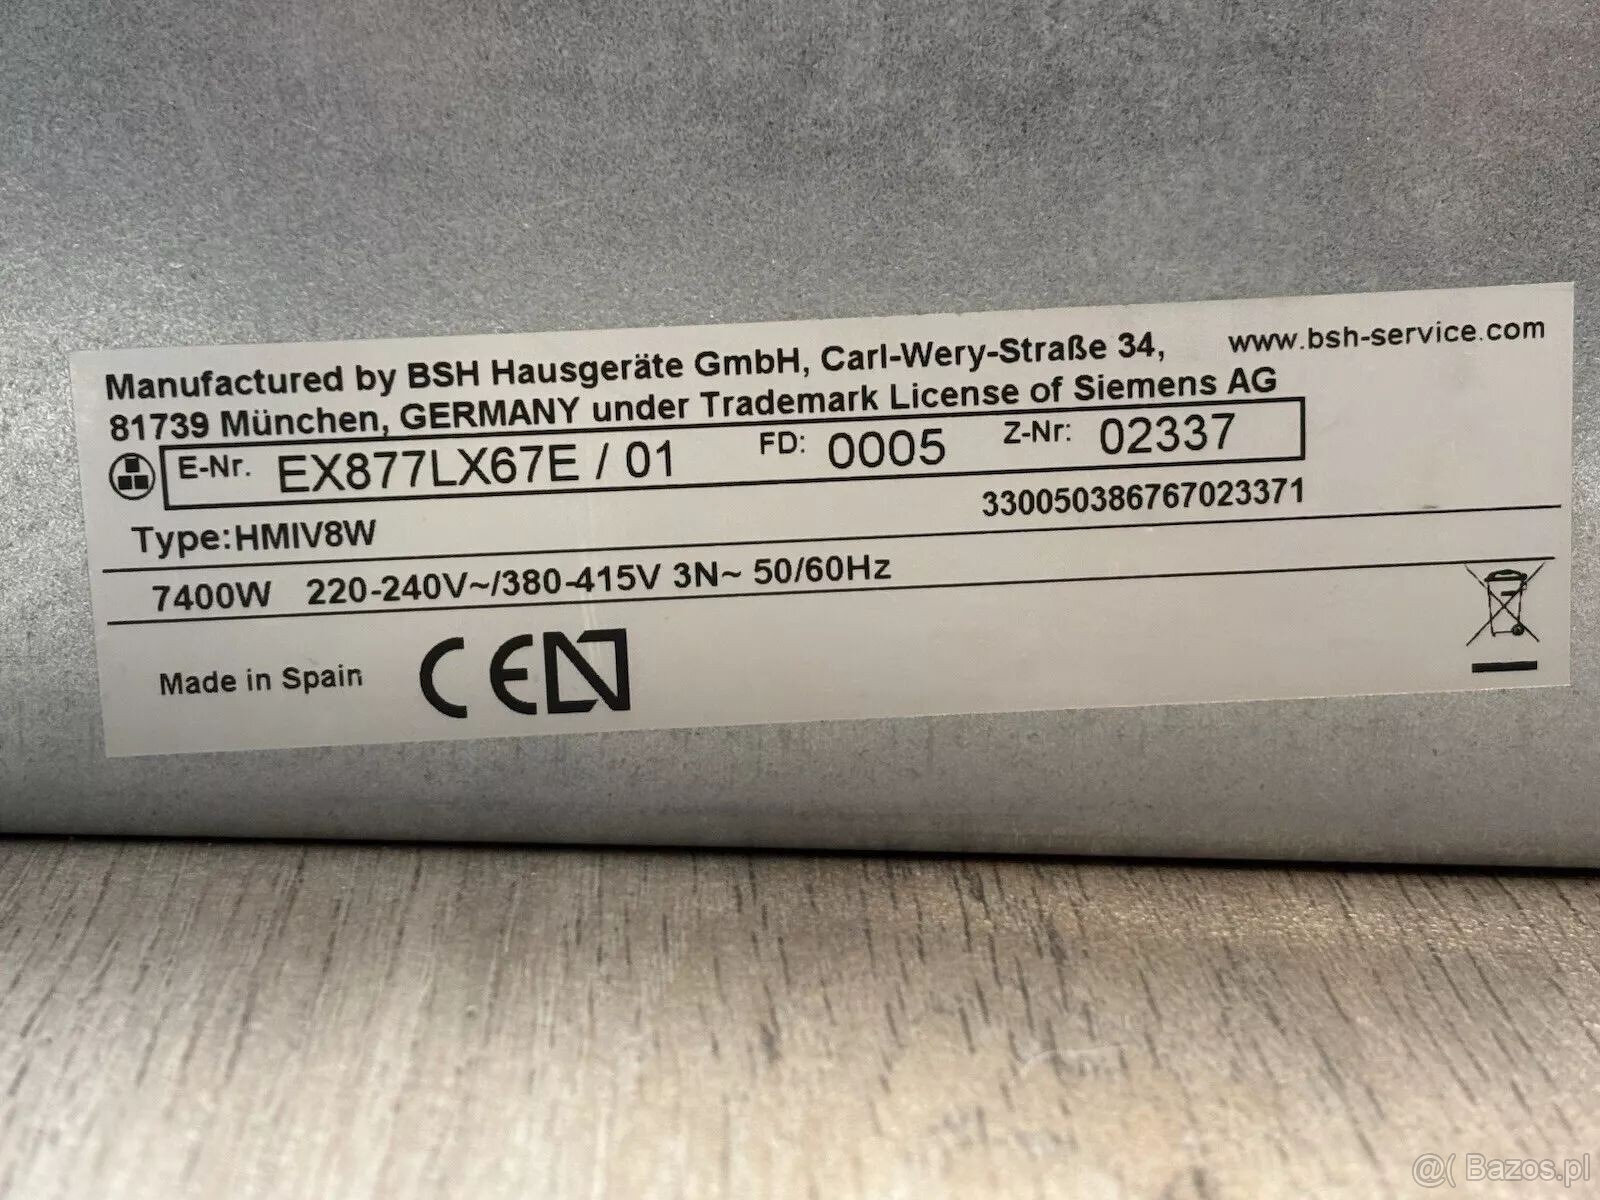 Manufactured by BSH Hausgeräte GmbH, Carl-Wery-Straße 34, www.bsh-service.com
81739 München, GERMANY under Trademark License of Siemens AG
E-Nr. EX877LX67E / 01 FD: 0005 Z-Nr: 02337
Type:HMIV8W 330050386767023371
7400W 220-240V~/380-415V 3N~ 50/60Hz
Made in Spain CE N
@( Bazos.pl